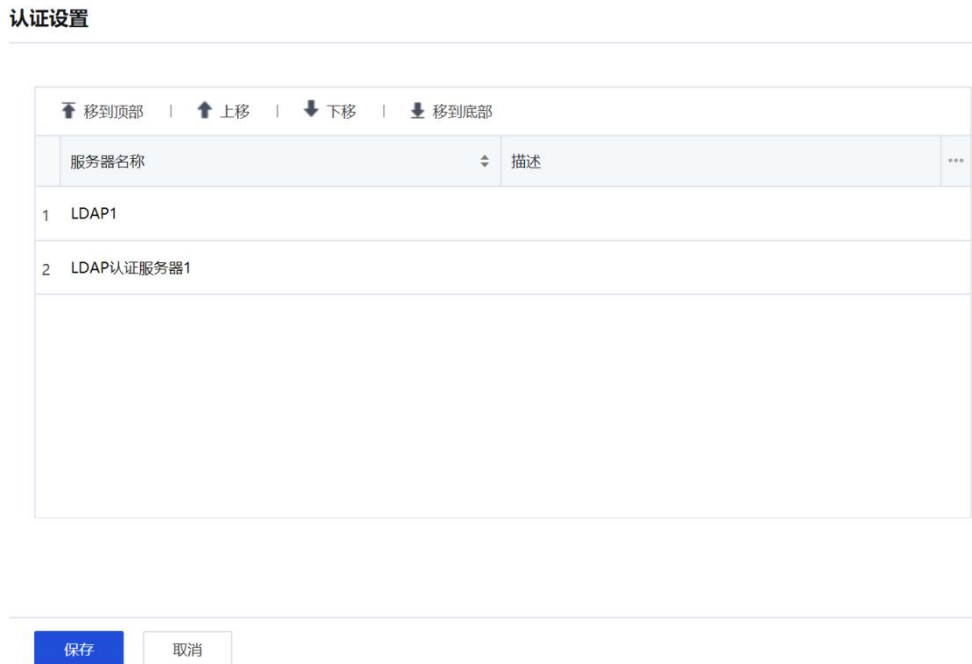 认证设置
移到顶部 | 上移 | 下移 | 移到底部
服务器名称 描述 ...
1 LDAP1
2 LDAP认证服务器1
保存 取消